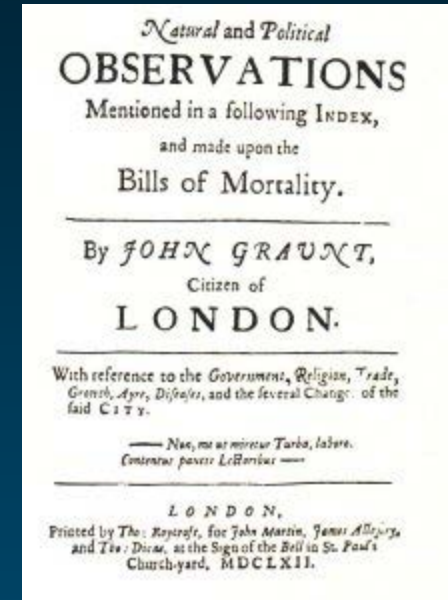 Natural and Political
OBSERVATIONS
Mentioned in a following INDEX,
and made upon the
Bills of Mortality.
By JOHN GRAUNT,
Citizen of
LONDON.
With reference to the Government, Religion, Trade,
Growth, Ayre, Diseases, and the several Changes of the
said CITY.
—— Non, me ut miretur Turba, laboro.
Contentus paucis Lectoribus ——
LONDON,
Printed by Tho: Roycroft, for John Martin, James Allestry,
and Tho: Dicas, at the Sign of the Bell in St. Paul's
Church-yard, MDCLXII.